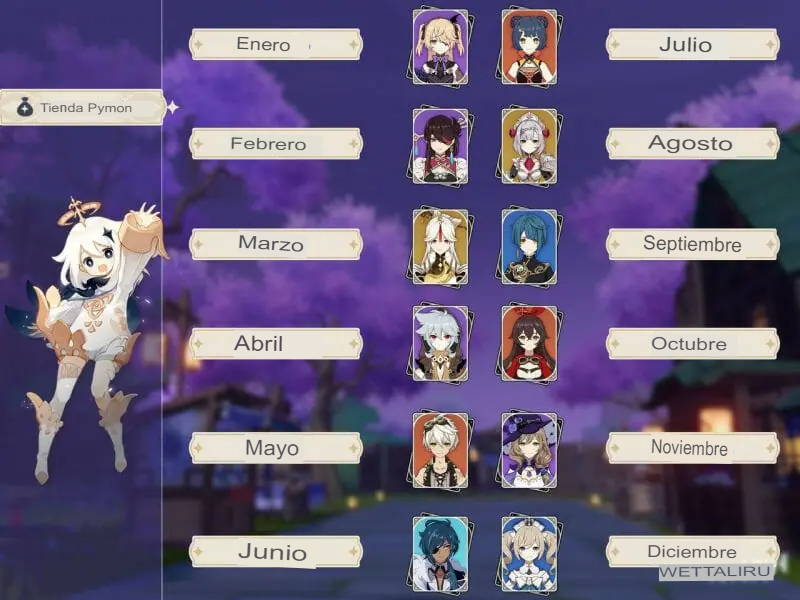 Tienda Pymon
Enero
Febrero
Marzo
Abril
Mayo
Junio
Julio
Agosto
Septiembre
Octubre
Noviembre
Diciembre
WETTALIRU